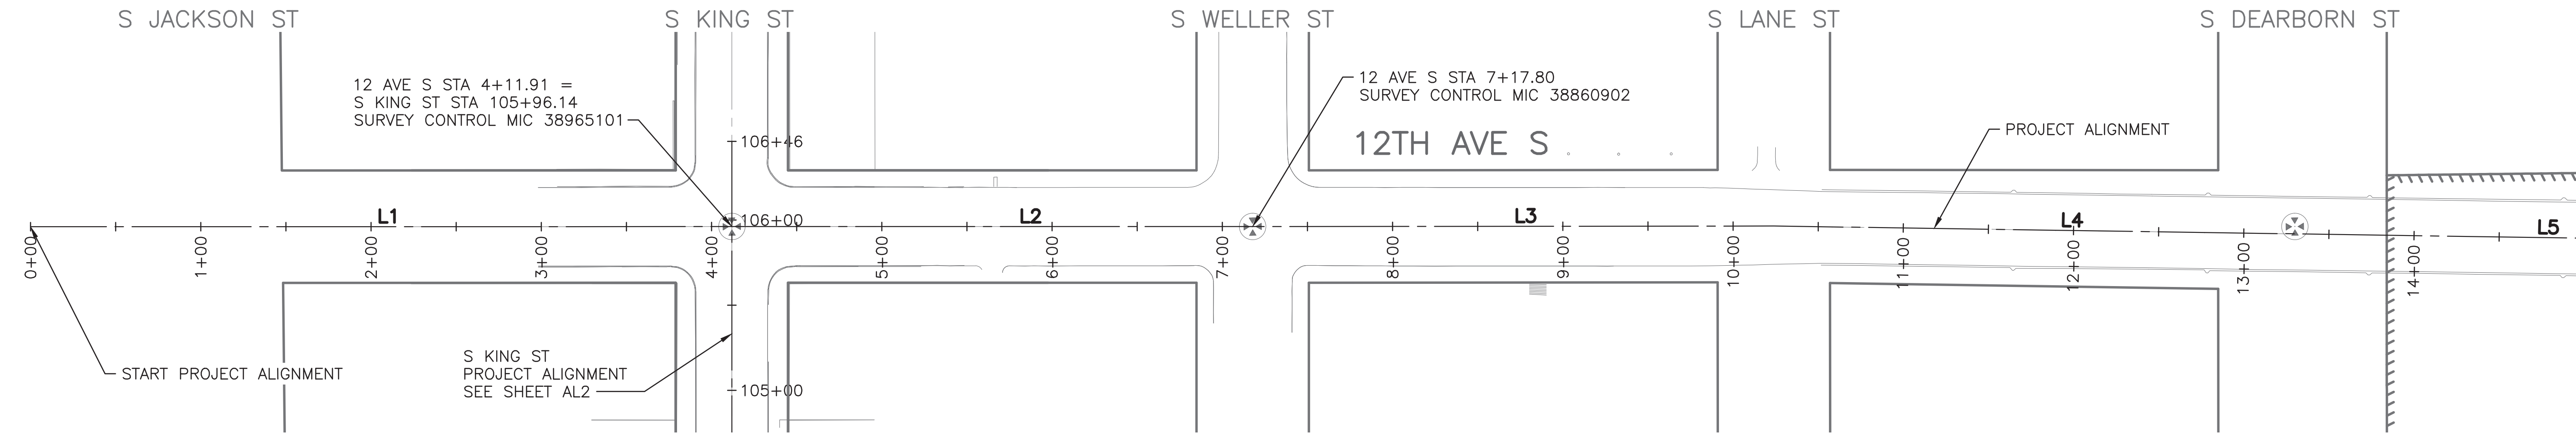 S JACKSON ST
S KING ST
S WELLER ST
S LANE ST
S DEARBORN ST
12 AVE S STA 4+11.91 =
S KING ST STA 105+96.14
SURVEY CONTROL MIC 38965101
12 AVE S STA 7+17.80
SURVEY CONTROL MIC 38860902
12TH AVE S
PROJECT ALIGNMENT
106+46
106+00
L1
L2
L3
L4
L5
0+00
1+00
2+00
3+00
4+00
5+00
6+00
7+00
8+00
9+00
10+00
11+00
12+00
13+00
14+00
START PROJECT ALIGNMENT
S KING ST
PROJECT ALIGNMENT
SEE SHEET AL2
105+00